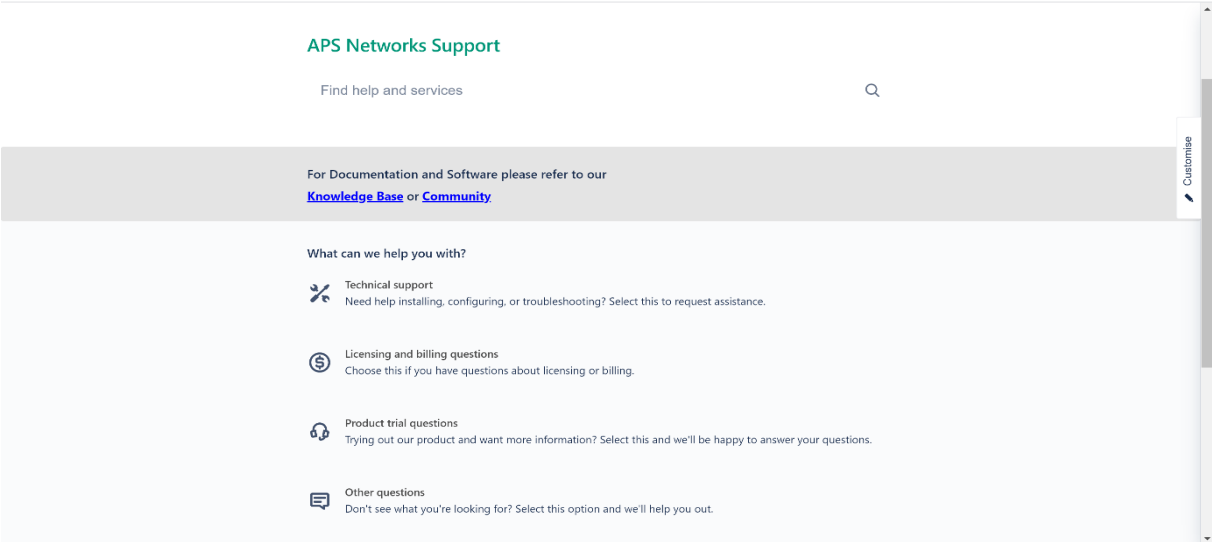 APS Networks Support
Find help and services
Customise
For Documentation and Software please refer to our
Knowledge Base or Community
What can we help you with?
Technical support
Need help installing, configuring, or troubleshooting? Select this to request assistance.
Licensing and billing questions
Choose this if you have questions about licensing or billing.
Product trial questions
Trying out our product and want more information? Select this and we'll be happy to answer your questions.
Other questions
Don't see what you're looking for? Select this option and we'll help you out.